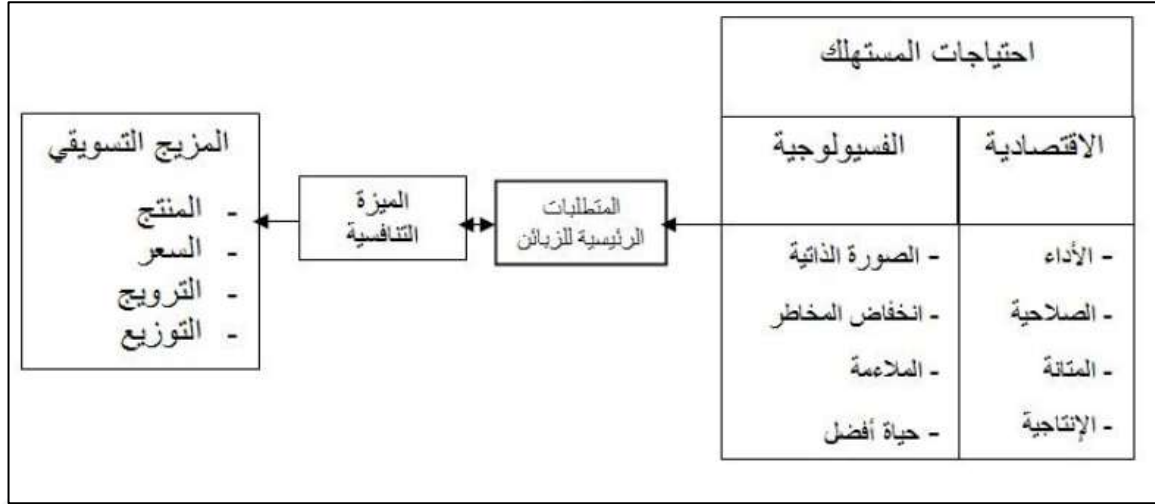 احتياجات المستهلك
الاقتصادية
الفسيولوجية
- الأداء
- الصلاحية
- المتانة
- الإنتاجية
- الصورة الذاتية
- انخفاض المخاطر
- الملاءمة
- حياة أفضل
المتطلبات
الرئيسية للزبائن
الميزة
التنافسية
المزيج التسويقي
- المنتج
- السعر
- الترويج
- التوزيع